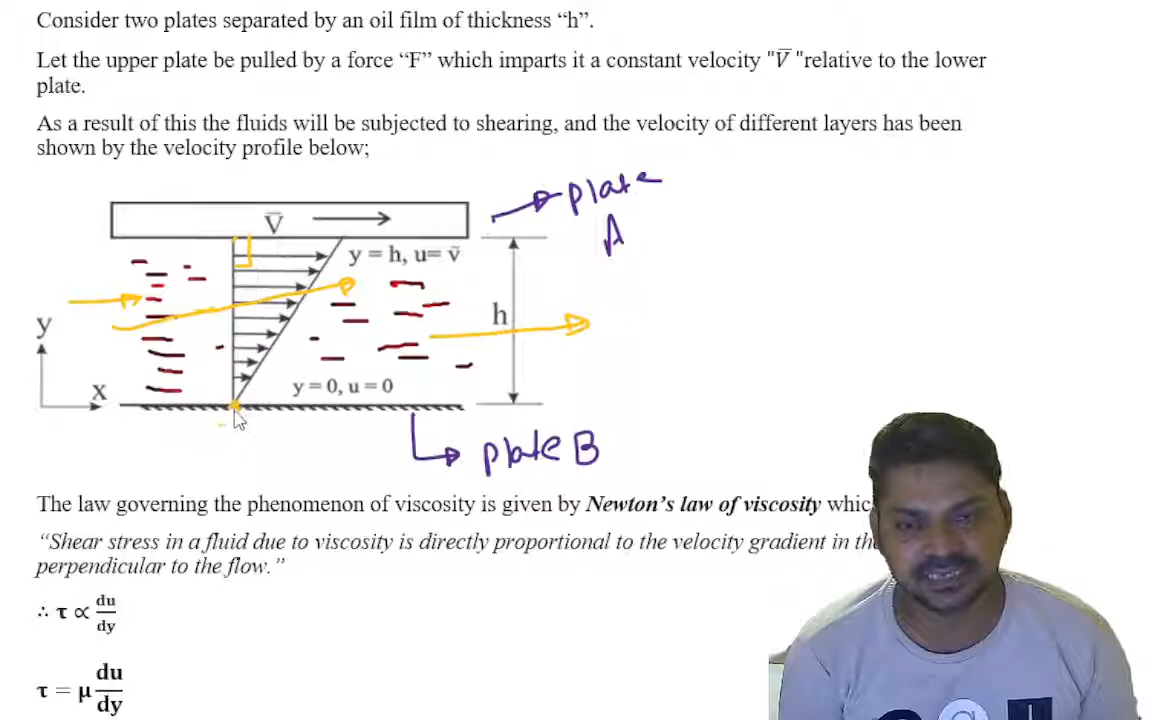 Consider two plates separated by an oil film of thickness “h”.
Let the upper plate be pulled by a force “F” which imparts it a constant velocity "V̅ "relative to the lower
plate.
As a result of this the fluids will be subjected to shearing, and the velocity of different layers has been
shown by the velocity profile below;
plate
A
V̅
y = h, u= v̄
h
y
x
y = 0, u = 0
plate B
The law governing the phenomenon of viscosity is given by Newton’s law of viscosity
“Shear stress in a fluid due to viscosity is directly proportional to the velocity gradient in
perpendicular to the flow.”
∴ τ ∝ du/dy
τ = μ du/dy